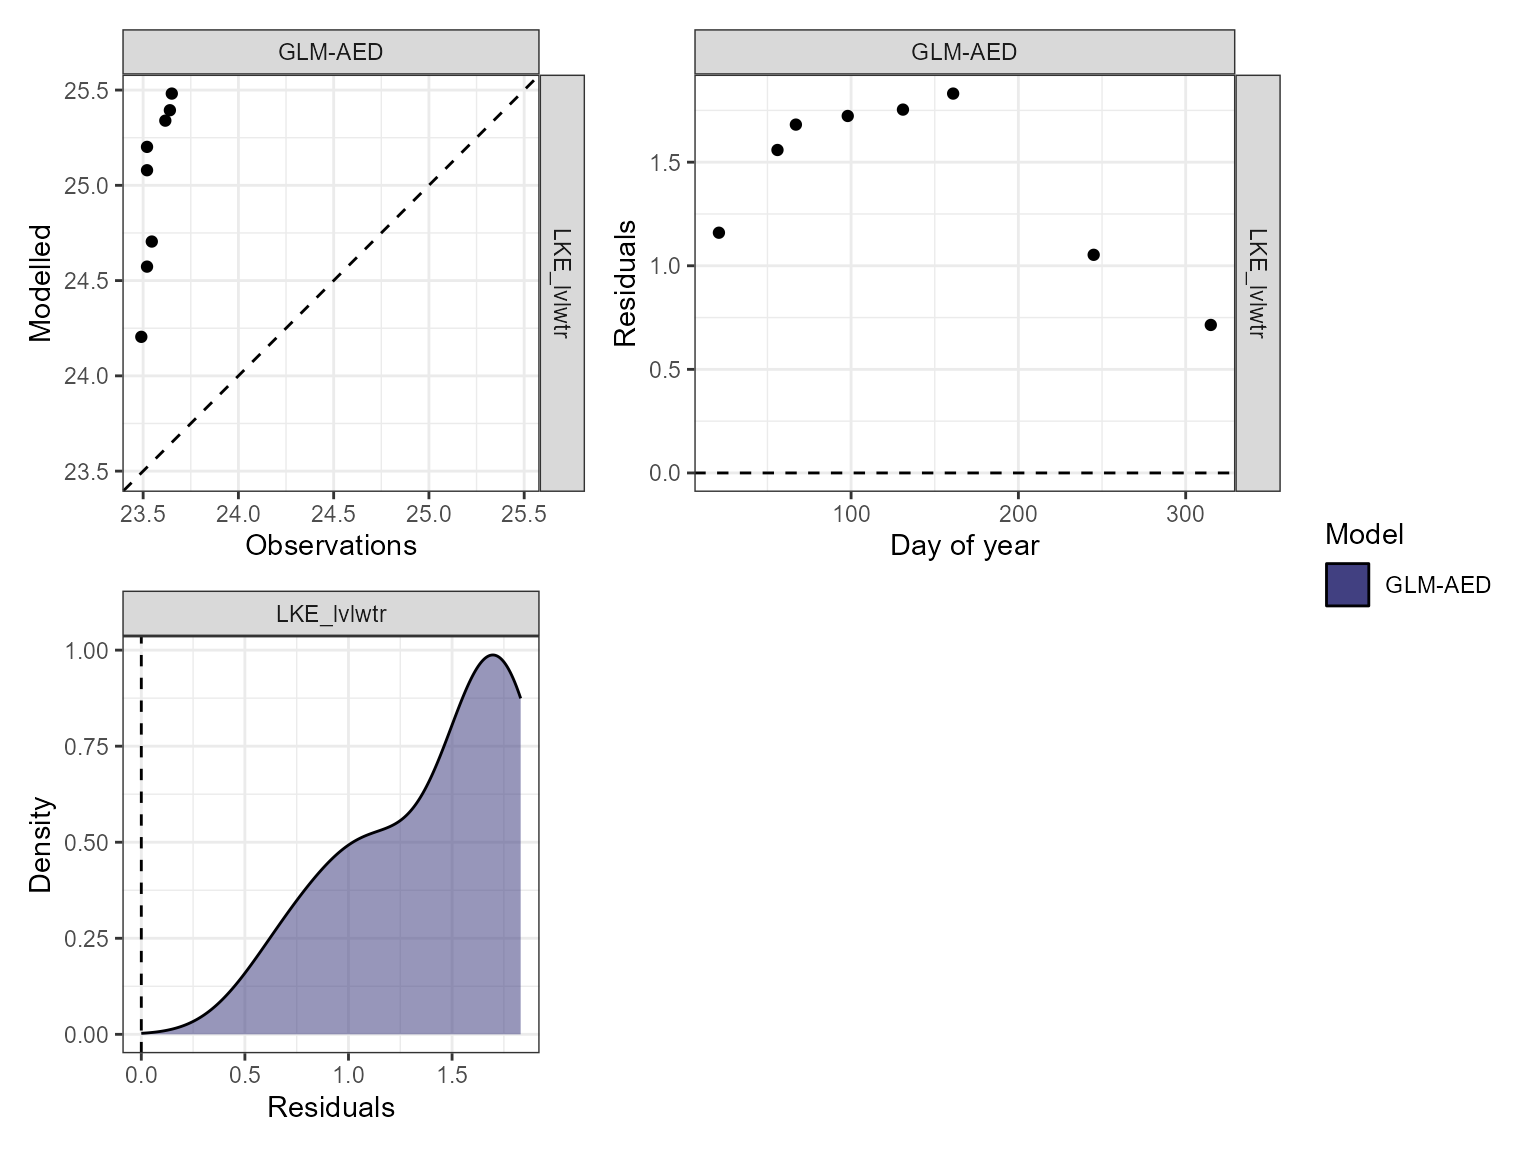 GLM-AED
25.5
25.0
24.5
24.0
23.5
Modelled
LKE_lvlwtr
23.5 24.0 24.5 25.0 25.5
Observations
GLM-AED
1.5
1.0
0.5
0.0
Residuals
LKE_lvlwtr
100 200 300
Day of year
Model
GLM-AED
LKE_lvlwtr
1.00
0.75
0.50
0.25
0.00
Density
0.0 0.5 1.0 1.5
Residuals